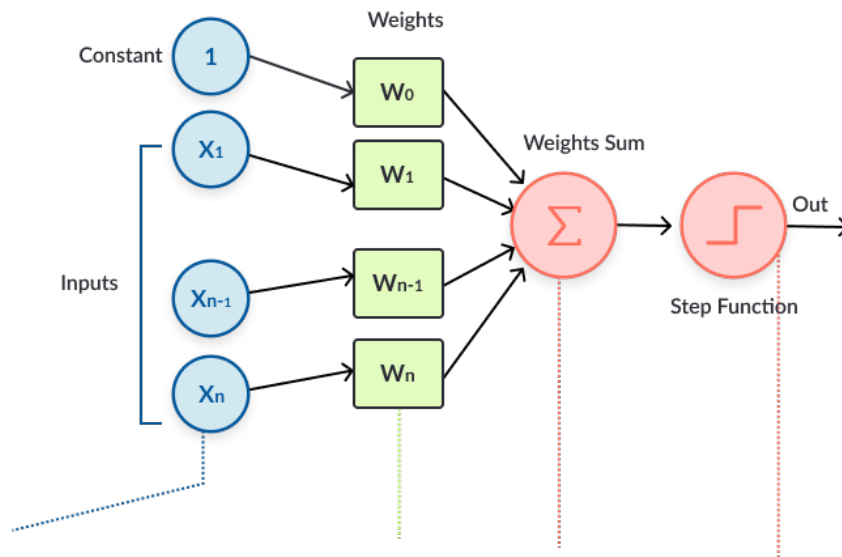 Weights
Constant
1
W0
X1
W1
Weights Sum
Σ
Out
Inputs
Xn-1
Wn-1
Step Function
Xn
Wn